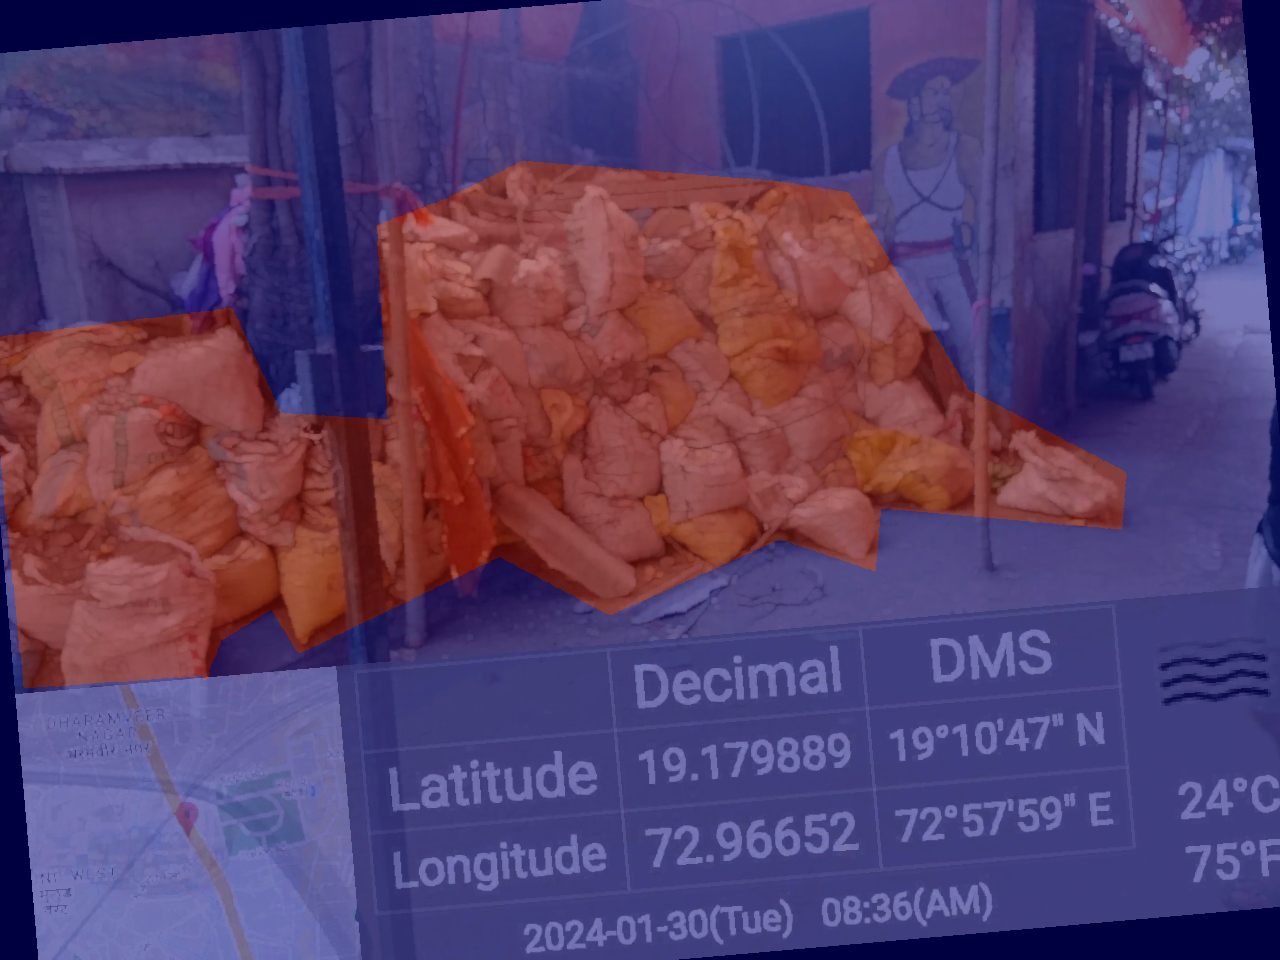 Decimal DMS
Latitude 19.179889 19°10'47" N
Longitude 72.96652 72°57'59" E
2024-01-30(Tue) 08:36(AM)
24°C
75°F
DHARAMVEER
NAGAR
WEST
मुलुंड